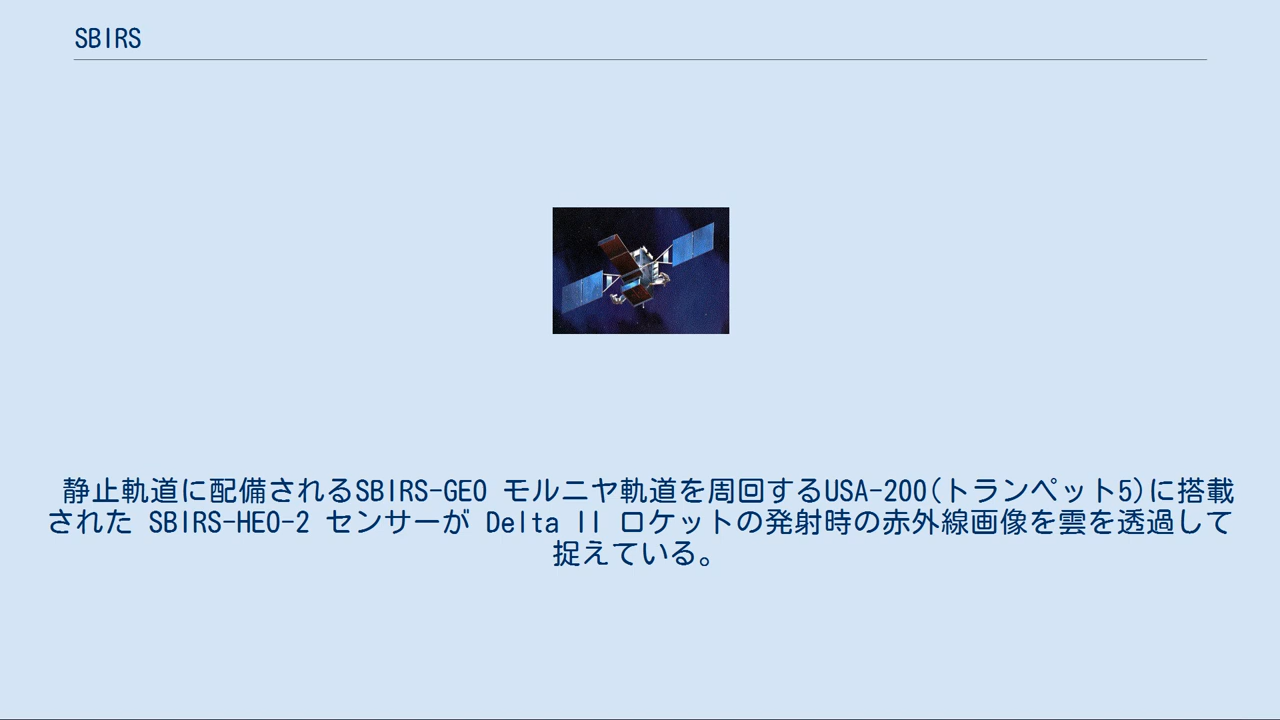 SBIRS
静止軌道に配備されるSBIRS-GEO モルニヤ軌道を周回するUSA-200(トランペット5)に搭載
された SBIRS-HEO-2 センサーが Delta II ロケットの発射時の赤外線画像を雲を透過して
捉えている。